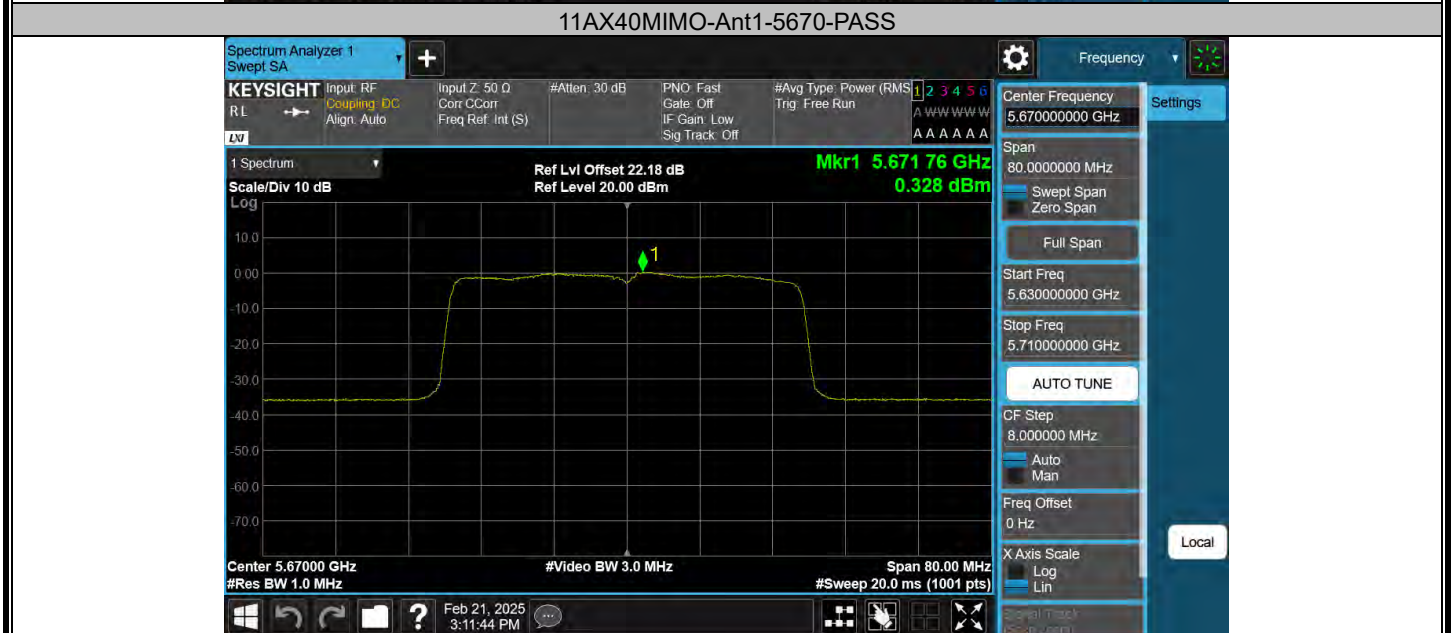 11AX40MIMO-Ant1-5670-PASS
Spectrum Analyzer 1
Swept SA
Frequency
KEYSIGHT
RL
LXI
Input: RF
Coupling: DC
Align: Auto
Input Z: 50 Ω
Corr CCorr
Freq Ref: Int (S)
#Atten: 30 dB
PNO: Fast
Gate: Off
IF Gain: Low
Sig Track: Off
#Avg Type: Power (RMS
Trig: Free Run
1 2 3 4 5 6
A W W W W W
A A A A A A
1 Spectrum
Scale/Div 10 dB
Log
Ref Lvl Offset 22.18 dB
Ref Level 20.00 dBm
Mkr1 5.671 76 GHz
0.328 dBm
10.0
0.00
-10.0
-20.0
-30.0
-40.0
-50.0
-60.0
-70.0
1
Center 5.67000 GHz
#Res BW 1.0 MHz
#Video BW 3.0 MHz
Span 80.00 MHz
#Sweep 20.0 ms (1001 pts)
Feb 21, 2025
3:11:44 PM
Center Frequency
5.670000000 GHz
Settings
Span
80.0000000 MHz
Swept Span
Zero Span
Full Span
Start Freq
5.630000000 GHz
Stop Freq
5.710000000 GHz
AUTO TUNE
CF Step
8.000000 MHz
Auto
Man
Freq Offset
0 Hz
X Axis Scale
Log
Lin
Local
Signal Track